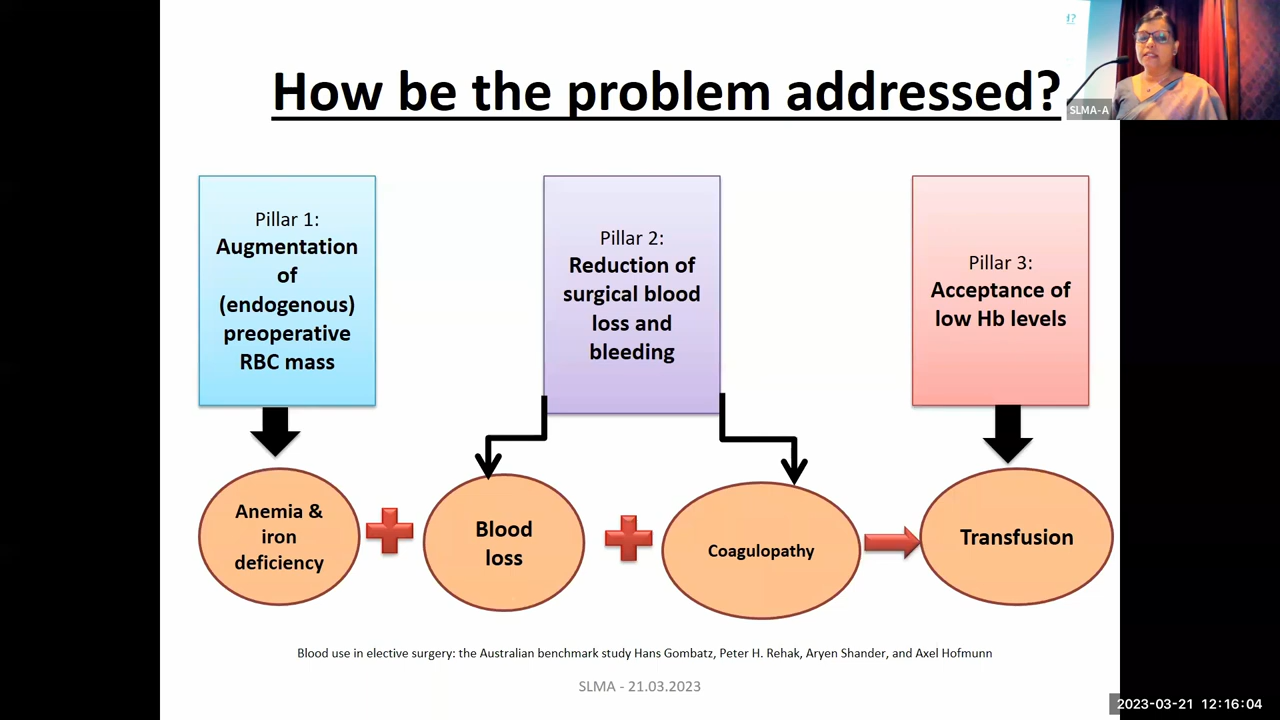 H?
SLMA-A
How be the problem addressed?
Pillar 1:
Augmentation
of
(endogenous)
preoperative
RBC mass
Pillar 2:
Reduction of
surgical blood
loss and
bleeding
Pillar 3:
Acceptance of
low Hb levels
Anemia &
iron
deficiency
Blood
loss
Coagulopathy
Transfusion
Blood use in elective surgery: the Australian benchmark study Hans Gombatz, Peter H. Rehak, Aryen Shander, and Axel Hofmunn
SLMA - 21.03.2023
2023-03-21 12:16:04